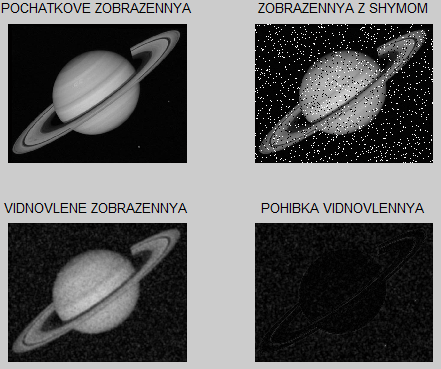 POCHATKOVE ZOBRAZENNYA
ZOBRAZENNYA Z SHYMOM
VIDNOVLENE ZOBRAZENNYA
POHIBKA VIDNOVLENNYA